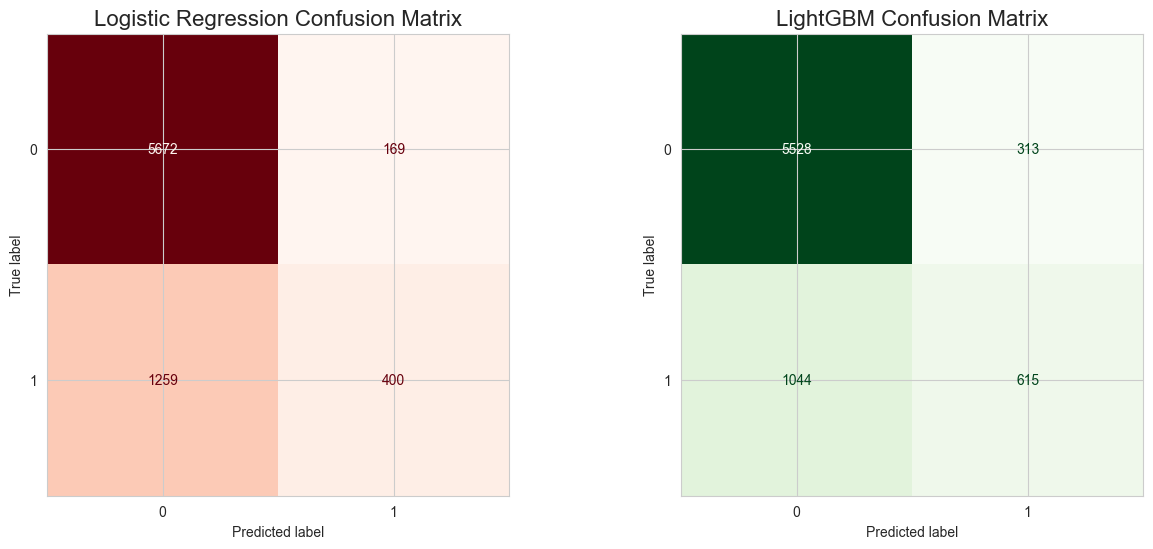 Logistic Regression Confusion Matrix
0
5672
169
True label
1
1259
400
0
1
Predicted label
LightGBM Confusion Matrix
0
5528
313
True label
1
1044
615
0
1
Predicted label